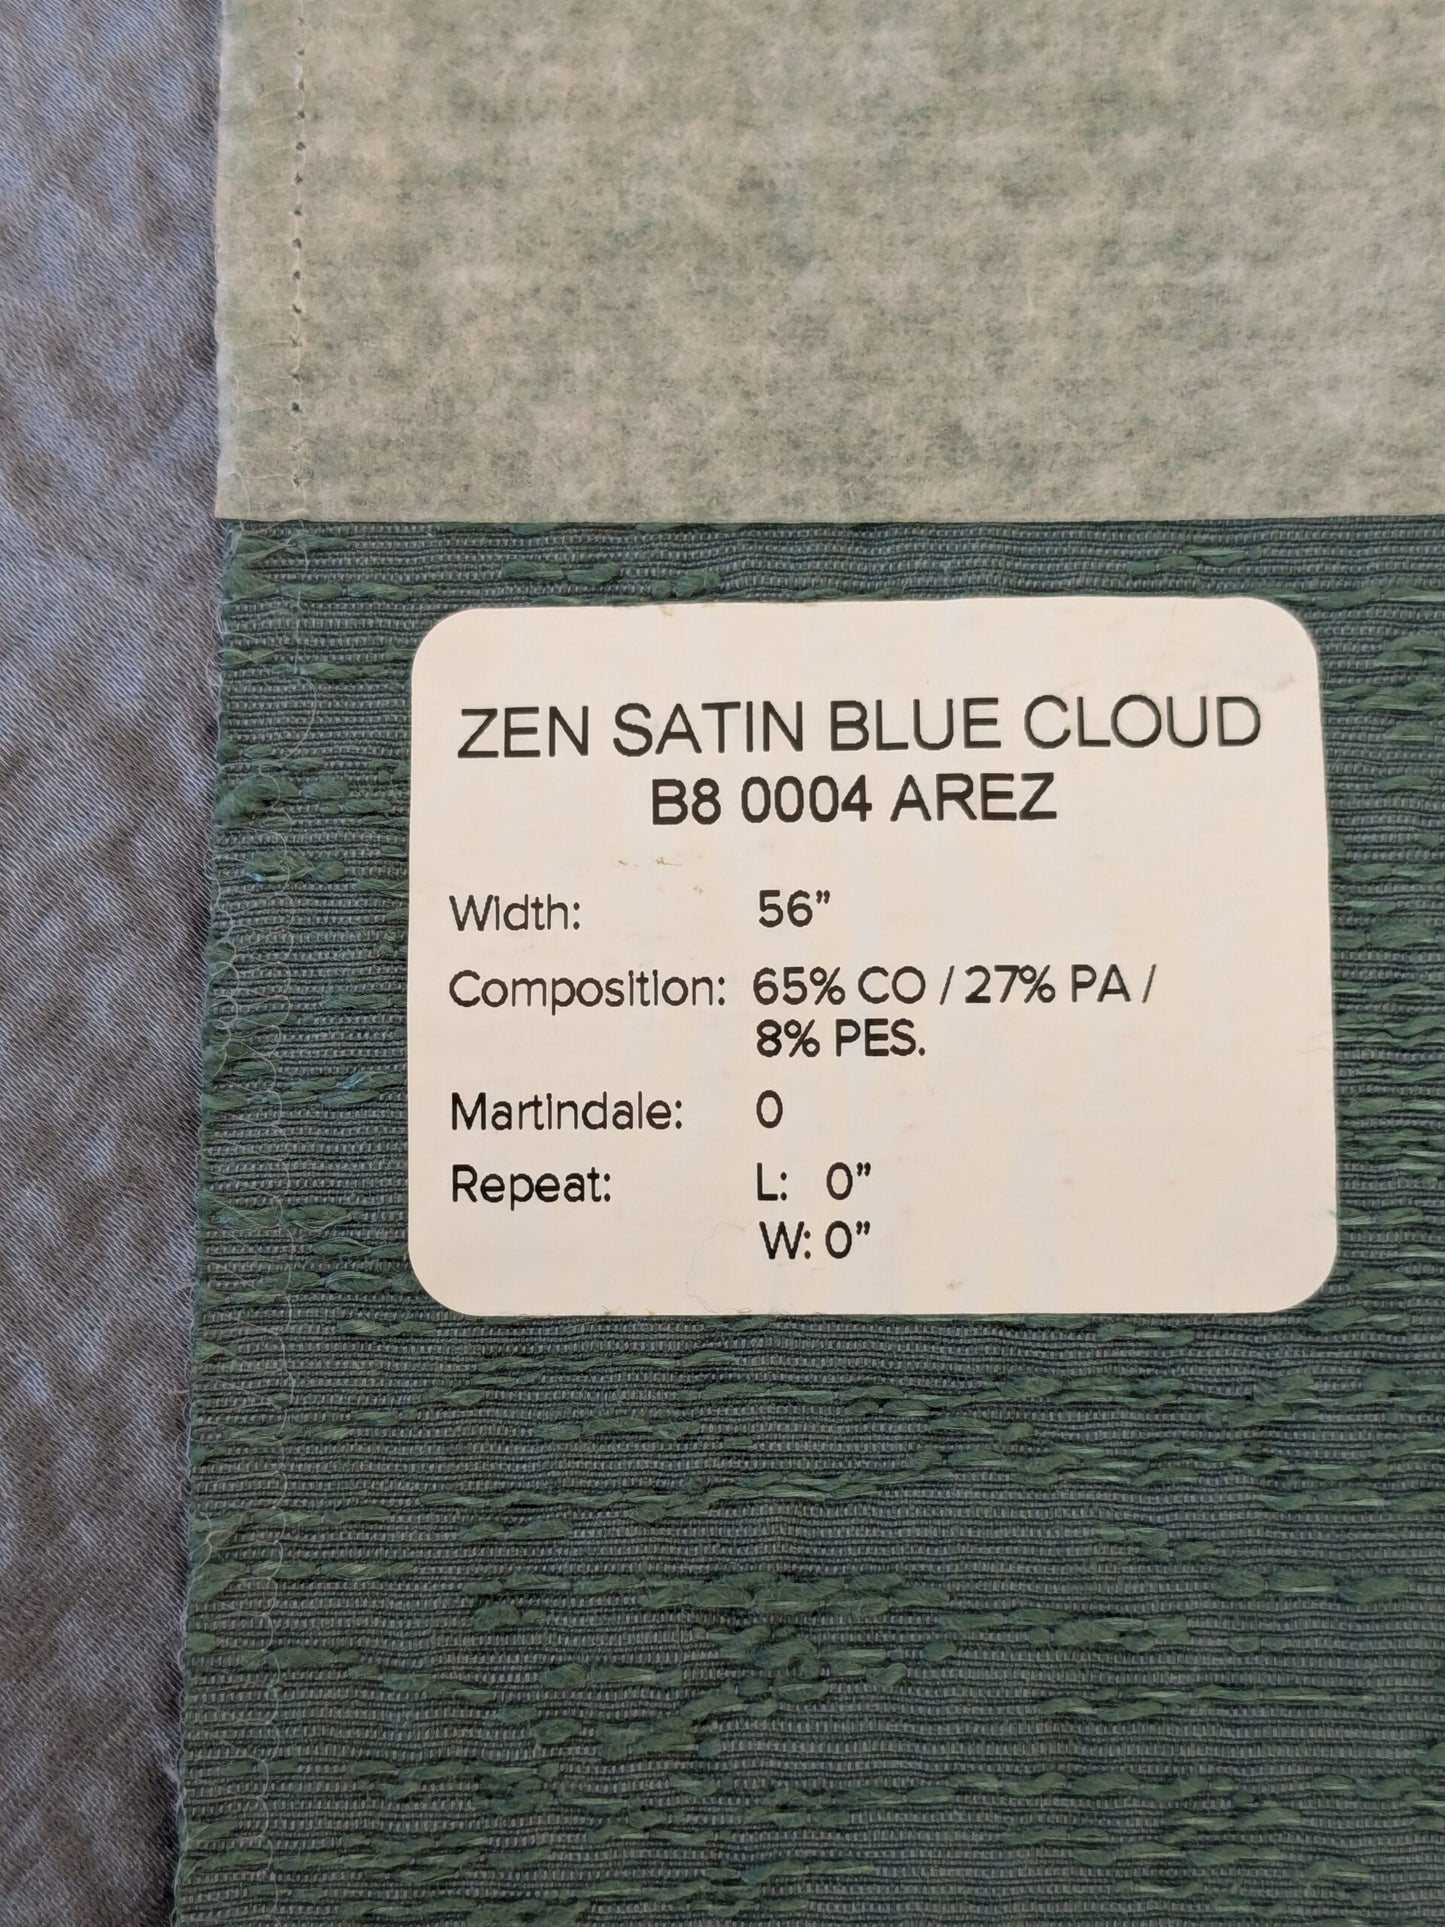 ZEN SATIN BLUE CLOUD
B8 0004 AREZ
Width: 56”
Composition: 65% CO / 27% PA /
8% PES.
Martindale: 0
Repeat: L: 0”
W: 0”